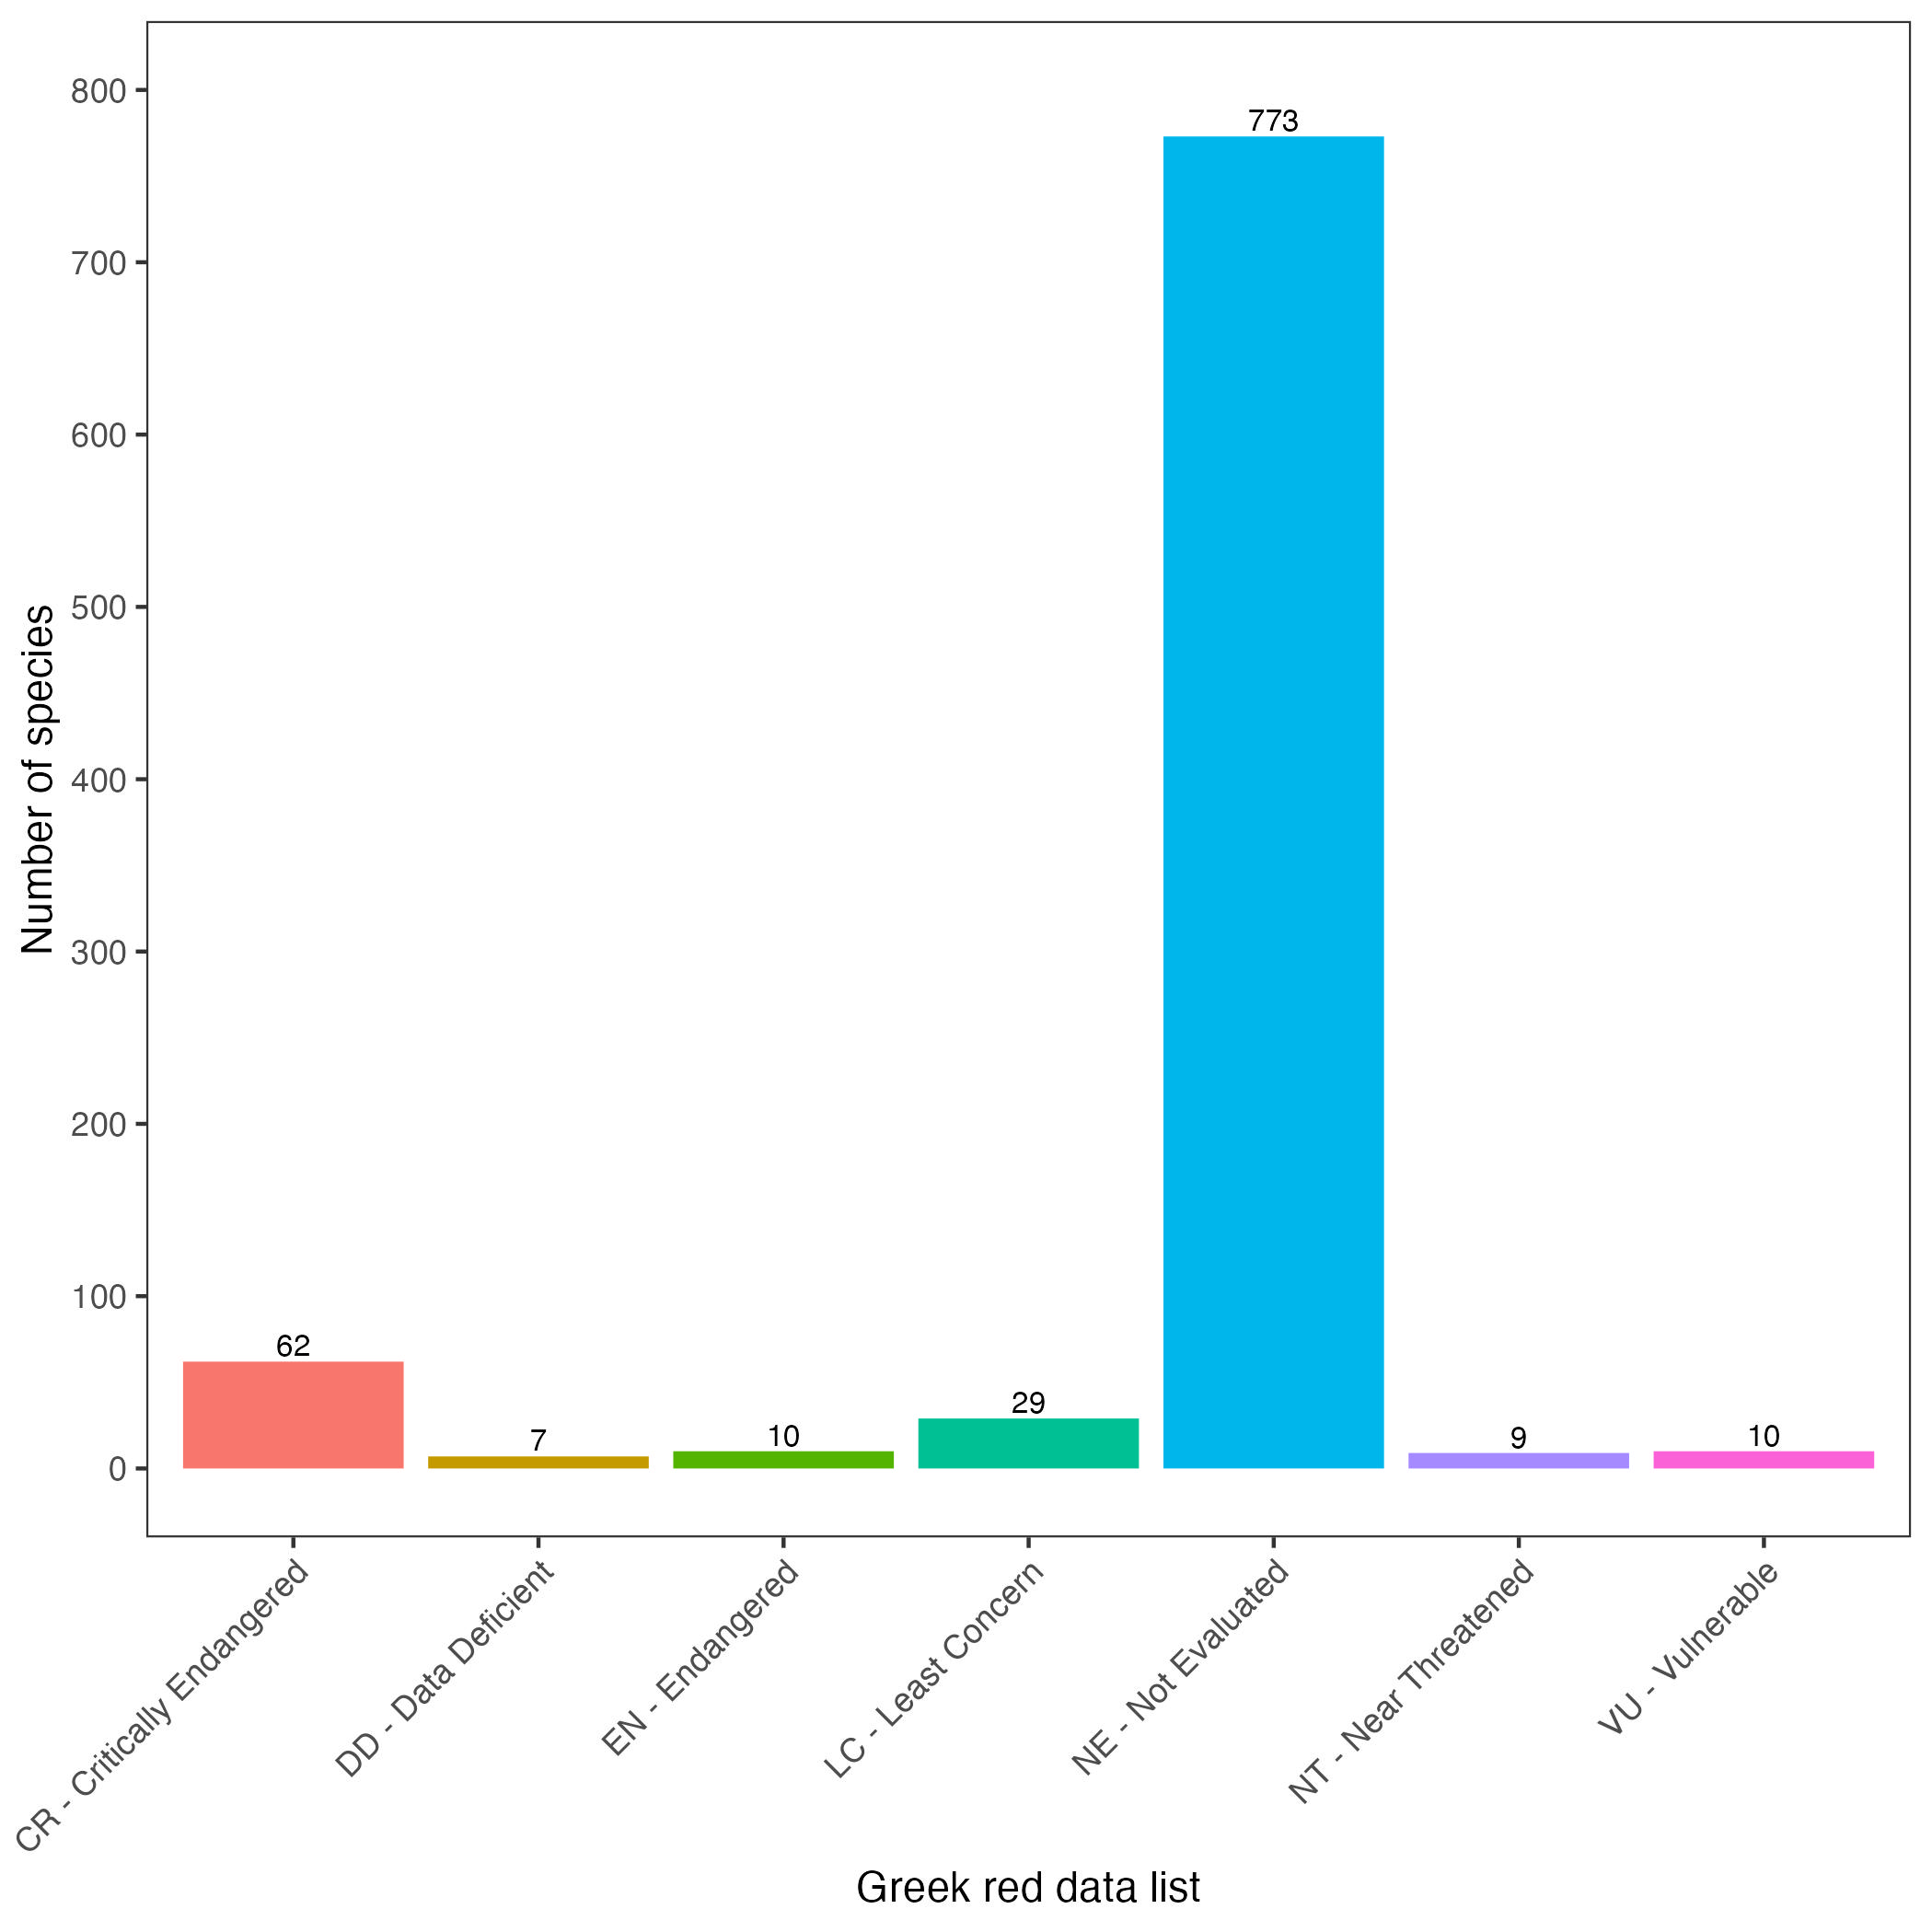 Number of species
800
700
600
500
400
300
200
100
0
62
7
10
29
773
9
10
CR - Critically Endangered
DD - Data Deficient
EN - Endangered
LC - Least Concern
NE - Not Evaluated
NT - Near Threatened
VU - Vulnerable
Greek red data list